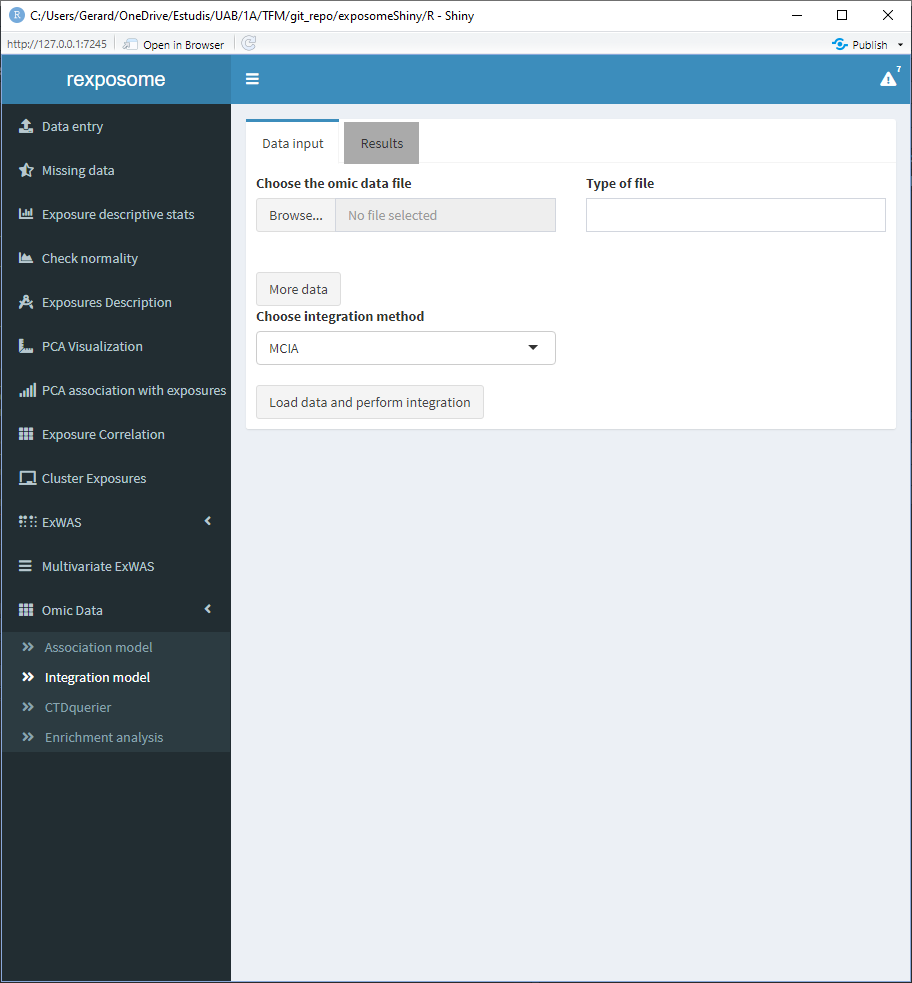 C:/Users/Gerard/OneDrive/Estudis/UAB/1A/TFM/git_repo/exposomeShiny/R - Shiny
http://127.0.0.1:7245
Open in Browser
Publish
rexposome
7
Data entry
Missing data
Exposure descriptive stats
Check normality
Exposures Description
PCA Visualization
PCA association with exposures
Exposure Correlation
Cluster Exposures
ExWAS
Multivariate ExWAS
Omic Data
Association model
Integration model
CTDquerier
Enrichment analysis
Data input
Results
Choose the omic data file
Type of file
Browse...
No file selected
More data
Choose integration method
MCIA
Load data and perform integration